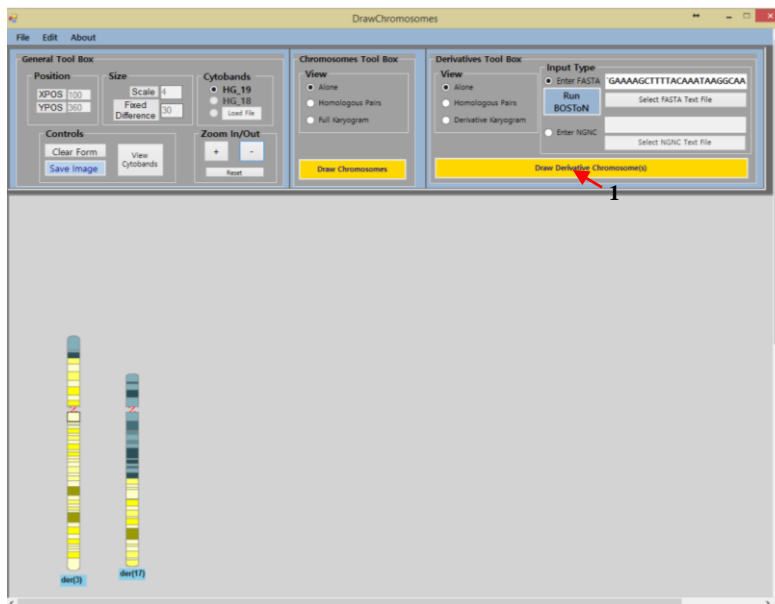 DrawChromosomes
File Edit About
General Tool Box
Position
XPOS 100
YPOS 360
Size
Scale 4
Fixed Difference 30
Cytobands
HG_19
HG_18
Load File
Controls
Clear Form
Save Image
View Cytobands
Zoom In/Out
+ -
Reset
Chromosomes Tool Box
View
Alone
Homologous Pairs
Full Karyogram
Draw Chromosomes
Derivatives Tool Box
View
Alone
Homologous Pairs
Derivative Karyogram
Input Type
Enter FASTA GAAAAGCTTTTACAAATAAGGCAA
Run BOSToN
Select FASTA Text File
Enter NGNC
Select NGNC Text File
Draw Derivative Chromosome(s)
1
der(3)
der(17)